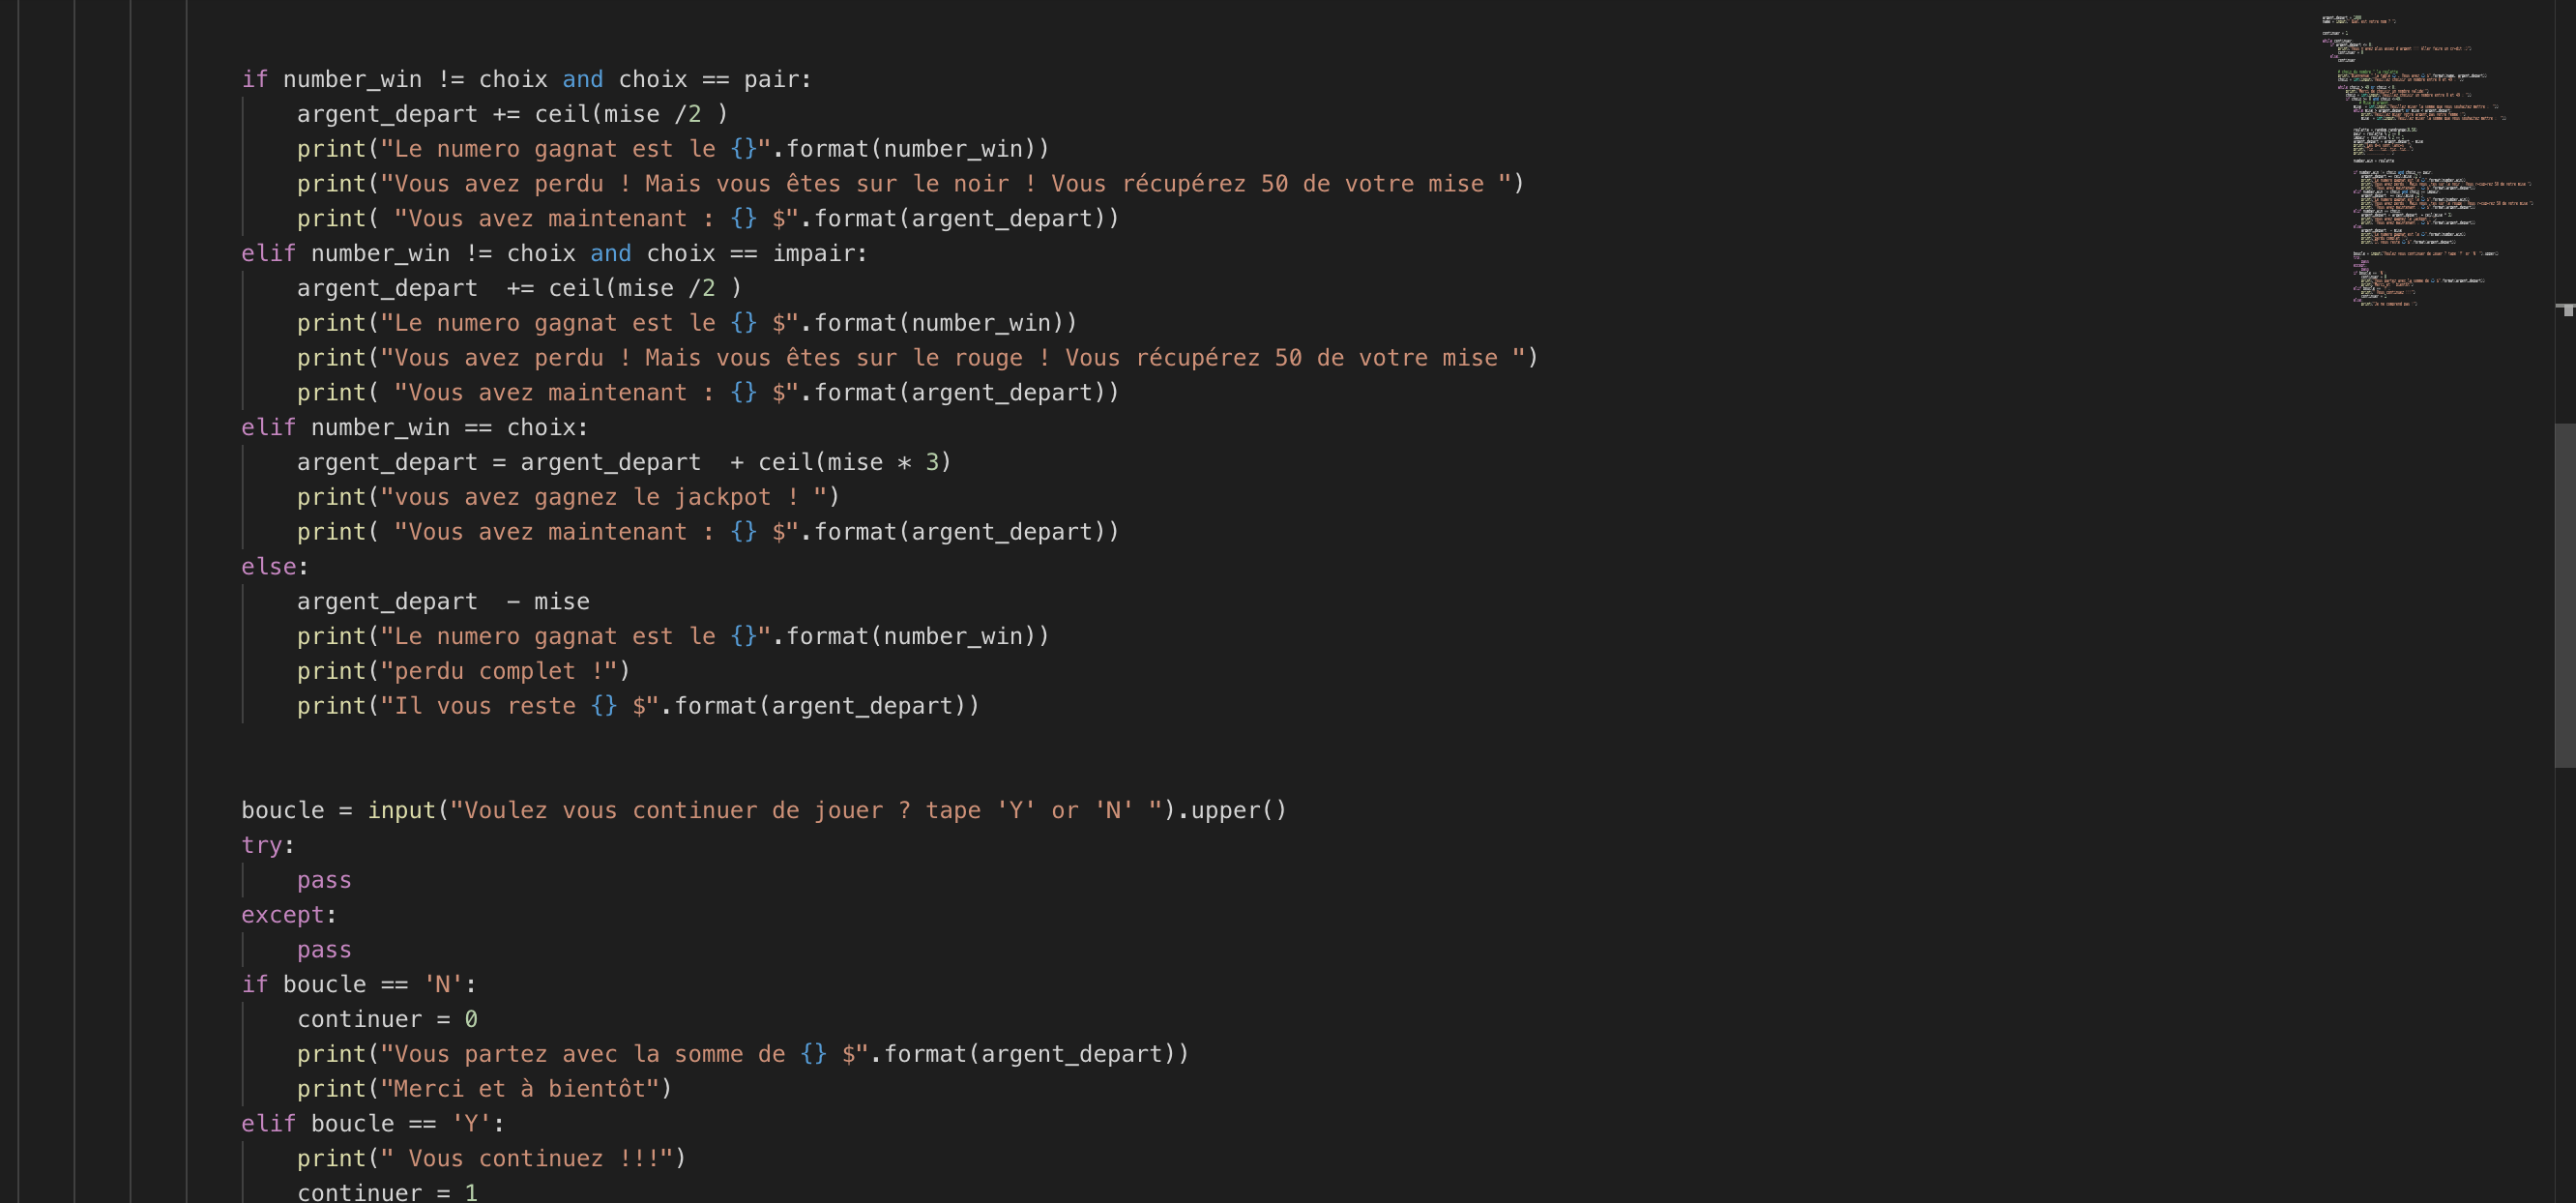 if number_win != choix and choix == pair:
    argent_depart += ceil(mise /2 )
    print("Le numero gagnat est le {}".format(number_win))
    print("Vous avez perdu ! Mais vous êtes sur le noir ! Vous récupérez 50 de votre mise ")
    print( "Vous avez maintenant : {} $".format(argent_depart))
elif number_win != choix and choix == impair:
    argent_depart  += ceil(mise /2 )
    print("Le numero gagnat est le {} $".format(number_win))
    print("Vous avez perdu ! Mais vous êtes sur le rouge ! Vous récupérez 50 de votre mise ")
    print( "Vous avez maintenant : {} $".format(argent_depart))
elif number_win == choix:
    argent_depart = argent_depart  + ceil(mise * 3)
    print("vous avez gagnez le jackpot ! ")
    print( "Vous avez maintenant : {} $".format(argent_depart))
else:
    argent_depart  - mise
    print("Le numero gagnat est le {}".format(number_win))
    print("perdu complet !")
    print("Il vous reste {} $".format(argent_depart))
boucle = input("Voulez vous continuer de jouer ? tape 'Y' or 'N' ").upper()
try:
    pass
except:
    pass
if boucle == 'N':
    continuer = 0
    print("Vous partez avec la somme de {} $".format(argent_depart))
    print("Merci et à bientôt")
elif boucle == 'Y':
    print(" Vous continuez !!!")
    continuer = 1